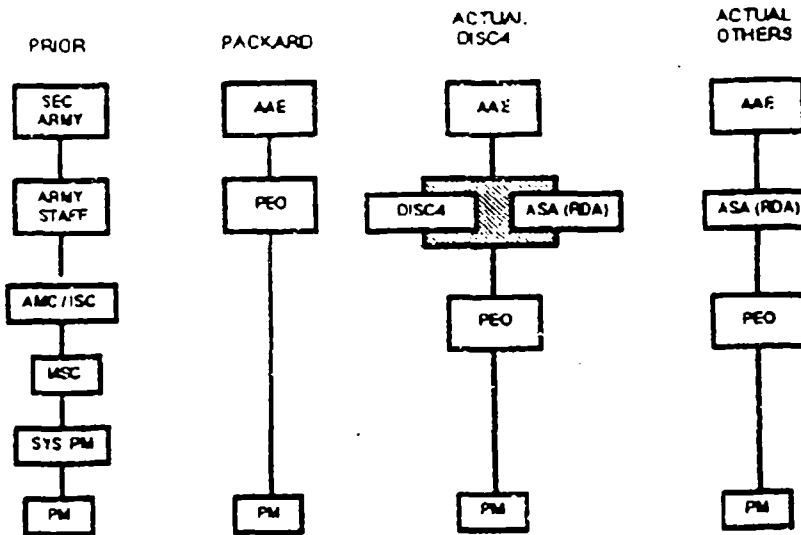 PRIOR
SEC
ARMY
ARMY
STAFF
AMC/ISC
MSC
SYS PM
PM
PACKARD
AAE
PEO
PM
ACTUAL,
DISC4
AAE
DISC4
ASA (RDA)
PEO
PM
ACTUAL
OTHERS
AAE
ASA (RDA)
PEO
PM